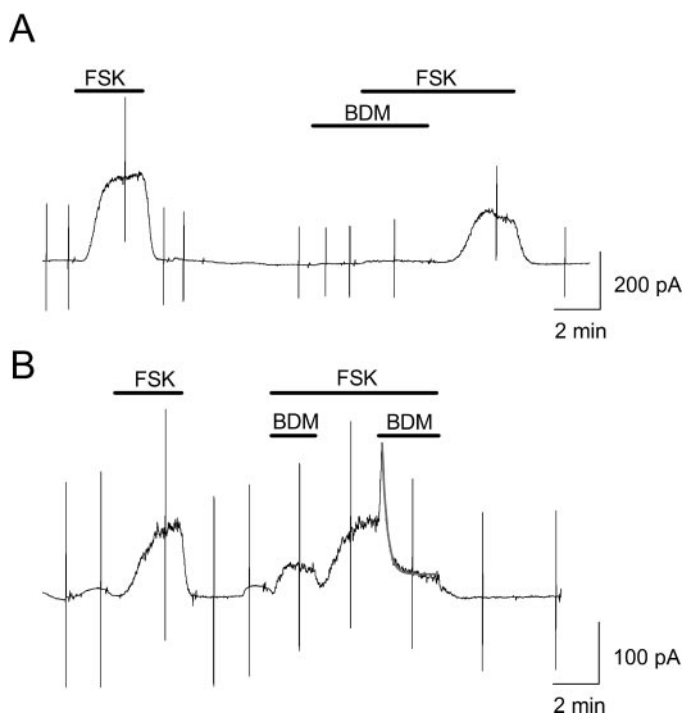 A
FSK FSK
BDM
200 pA
2 min
B
FSK FSK
BDM BDM
100 pA
2 min